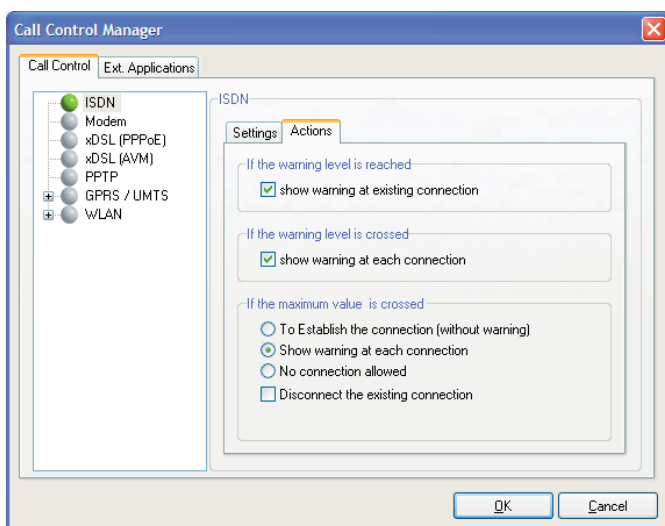 Call Control Manager
Call Control
Ext. Applications
ISDN
Modem
xDSL (PPPoE)
xDSL (AVM)
PPTP
GPRS / UMTS
WLAN
ISDN
Settings
Actions
If the warning level is reached
show warning at existing connection
If the warning level is crossed
show warning at each connection
If the maximum value is crossed
To Establish the connection (without warning)
Show warning at each connection
No connection allowed
Disconnect the existing connection
OK
Cancel